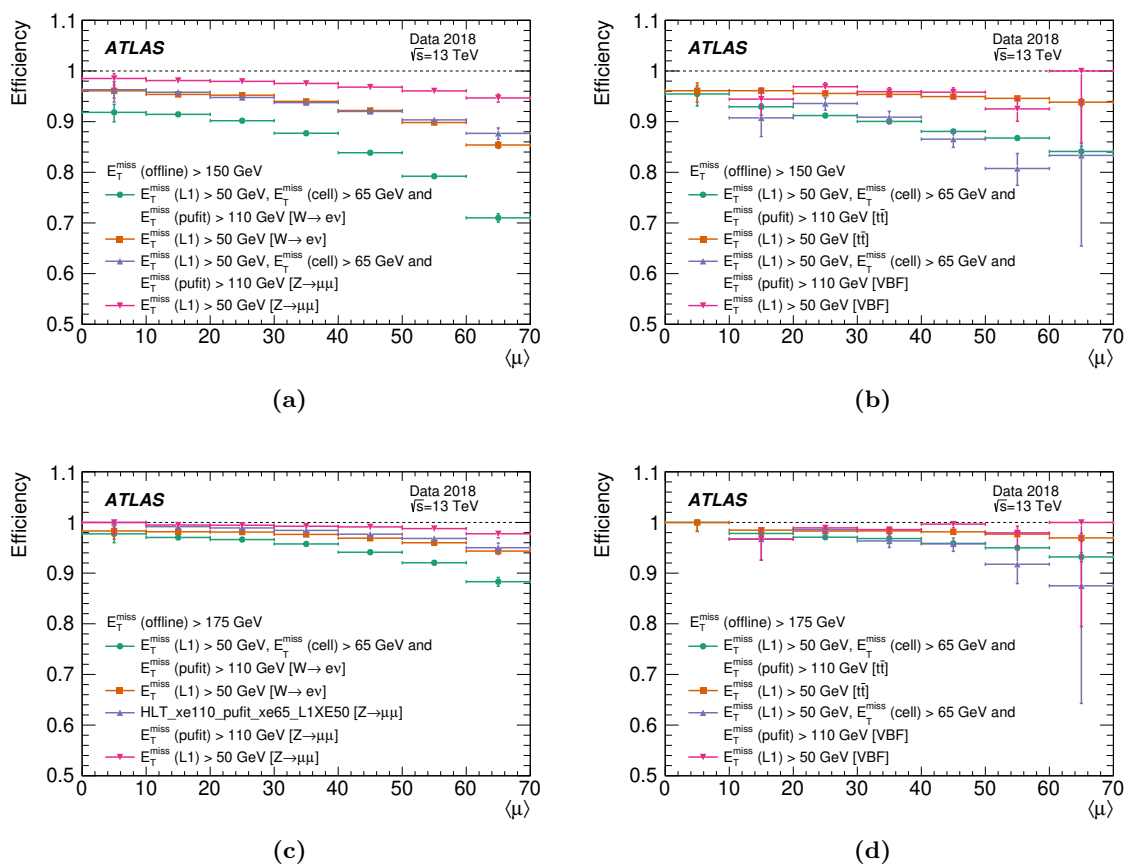 Efficiency
1.1
1
0.9
0.8
0.7
0.6
0.5
ATLAS
Data 2018
√s=13 TeV
E_T^miss (offline) > 150 GeV
E_T^miss (L1) > 50 GeV, E_T^miss (cell) > 65 GeV and
E_T^miss (pufit) > 110 GeV [W→ eν]
E_T^miss (L1) > 50 GeV [W→ eν]
E_T^miss (L1) > 50 GeV, E_T^miss (cell) > 65 GeV and
E_T^miss (pufit) > 110 GeV [Z→μμ]
E_T^miss (L1) > 50 GeV [Z→μμ]
0 10 20 30 40 50 60 70
⟨μ⟩
(a)
Efficiency
1.1
1
0.9
0.8
0.7
0.6
0.5
ATLAS
Data 2018
√s=13 TeV
E_T^miss (offline) > 150 GeV
E_T^miss (L1) > 50 GeV, E_T^miss (cell) > 65 GeV and
E_T^miss (pufit) > 110 GeV [tt̄]
E_T^miss (L1) > 50 GeV [tt̄]
E_T^miss (L1) > 50 GeV, E_T^miss (cell) > 65 GeV and
E_T^miss (pufit) > 110 GeV [VBF]
E_T^miss (L1) > 50 GeV [VBF]
0 10 20 30 40 50 60 70
⟨μ⟩
(b)
Efficiency
1.1
1
0.9
0.8
0.7
0.6
0.5
ATLAS
Data 2018
√s=13 TeV
E_T^miss (offline) > 175 GeV
E_T^miss (L1) > 50 GeV, E_T^miss (cell) > 65 GeV and
E_T^miss (pufit) > 110 GeV [W→ eν]
E_T^miss (L1) > 50 GeV [W→ eν]
HLT_xe110_pufit_xe65_L1XE50 [Z→μμ]
E_T^miss (pufit) > 110 GeV [Z→μμ]
E_T^miss (L1) > 50 GeV [Z→μμ]
0 10 20 30 40 50 60 70
⟨μ⟩
(c)
Efficiency
1.1
1
0.9
0.8
0.7
0.6
0.5
ATLAS
Data 2018
√s=13 TeV
E_T^miss (offline) > 175 GeV
E_T^miss (L1) > 50 GeV, E_T^miss (cell) > 65 GeV and
E_T^miss (pufit) > 110 GeV [tt̄]
E_T^miss (L1) > 50 GeV [tt̄]
E_T^miss (L1) > 50 GeV, E_T^miss (cell) > 65 GeV and
E_T^miss (pufit) > 110 GeV [VBF]
E_T^miss (L1) > 50 GeV [VBF]
0 10 20 30 40 50 60 70
⟨μ⟩
(d)